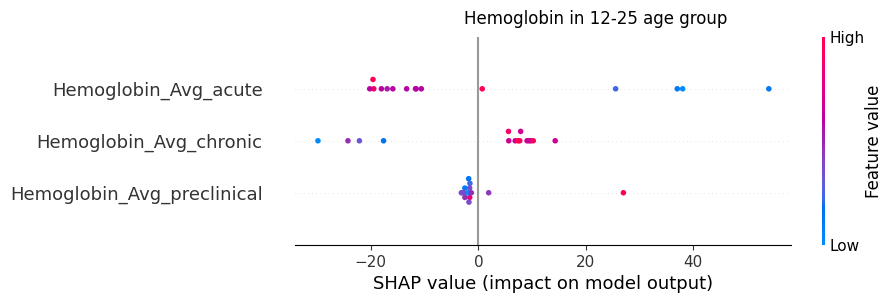 Hemoglobin in 12-25 age group
High
Hemoglobin_Avg_acute
Hemoglobin_Avg_chronic
Hemoglobin_Avg_preclinical
Feature value
Low
−20
0
20
40
SHAP value (impact on model output)